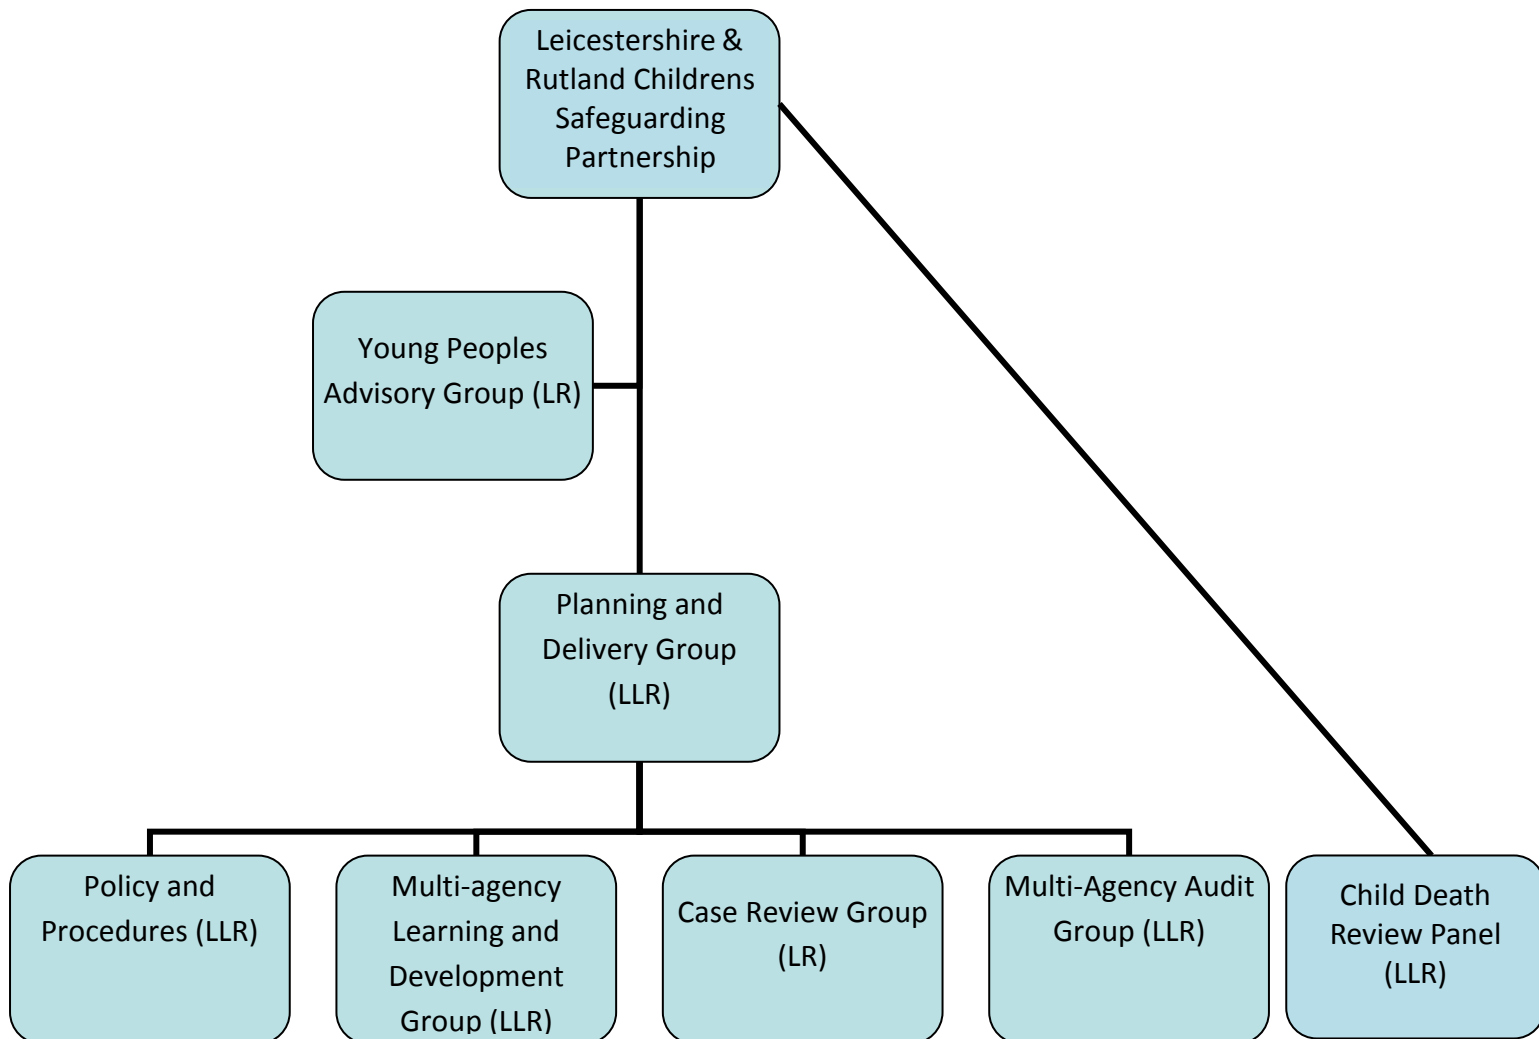 Leicestershire &
Rutland Childrens
Safeguarding
Partnership
Young Peoples
Advisory Group (LR)
Planning and
Delivery Group
(LLR)
Policy and
Procedures (LLR)
Multi-agency
Learning and
Development
Group (LLR)
Case Review Group
(LR)
Multi-Agency Audit
Group (LLR)
Child Death
Review Panel
(LLR)